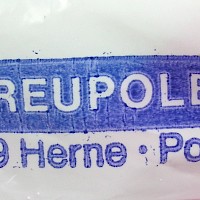 REUPOLE
9 Herne · Po